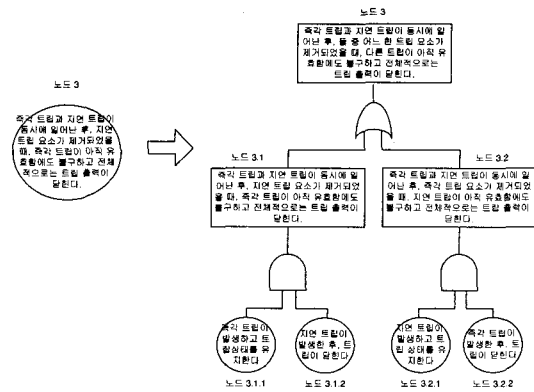 노드 3
즉각 트립과 지연 트립이 동시에 일
어난 후, 둘 중 어느 한 트립 요소가
제거되었을 때, 다른 트립이 아직 유
효함에도 불구하고 전체적으로는
트립 출력이 닫힌다.
노드 3
즉각 트립과 지연 트립이
동시에 일어난 후, 지연
트립 요소가 제거되었을
때, 즉각 트립이 아직 유
효함에도 불구하고 전체
적으로는 트립 출력이
닫힌다.
노드 3.1
즉각 트립과 지연 트립이 동시에 일
어난 후, 지연 트립 요소가 제거되었
을 때, 즉각 트립이 아직 유효함에도
불구하고 전체적으로는 트립 출력이
닫힌다.
노드 3.2
즉각 트립과 지연 트립이 동시에 일
어난 후, 즉각 트립 요소가 제거되었
을 때, 지연 트립이 아직 유효함에도
불구하고 전체적으로는 트립 출력이
닫힌다.
즉각 트립이
발생하고 트
립상태를 유
지한다
노드 3.1.1
지연 트립이
발생한 후, 트
립이 닫힌다
노드 3.1.2
지연 트립이
발생하고 트
립 상태를 유
지한다
노드 3.2.1
즉각 트립이
발생한 후, 트
립이 닫힌다
노드 3.2.2